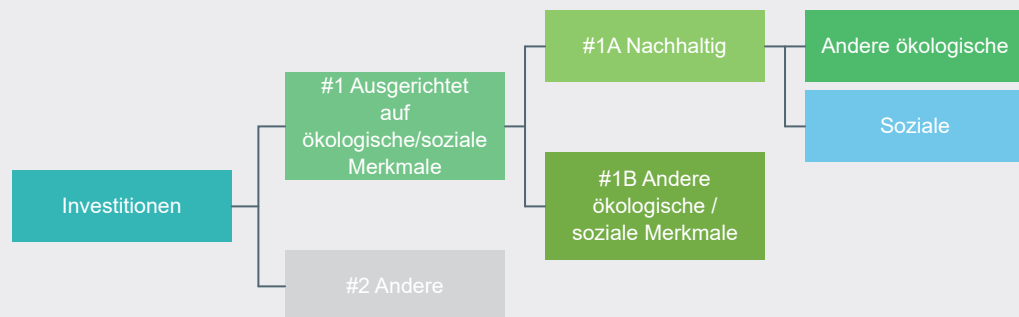 Investitionen
#1 Ausgerichtet
auf
ökologische/soziale
Merkmale
#2 Andere
#1A Nachhaltig
#1B Andere
ökologische /
soziale Merkmale
Andere ökologische
Soziale